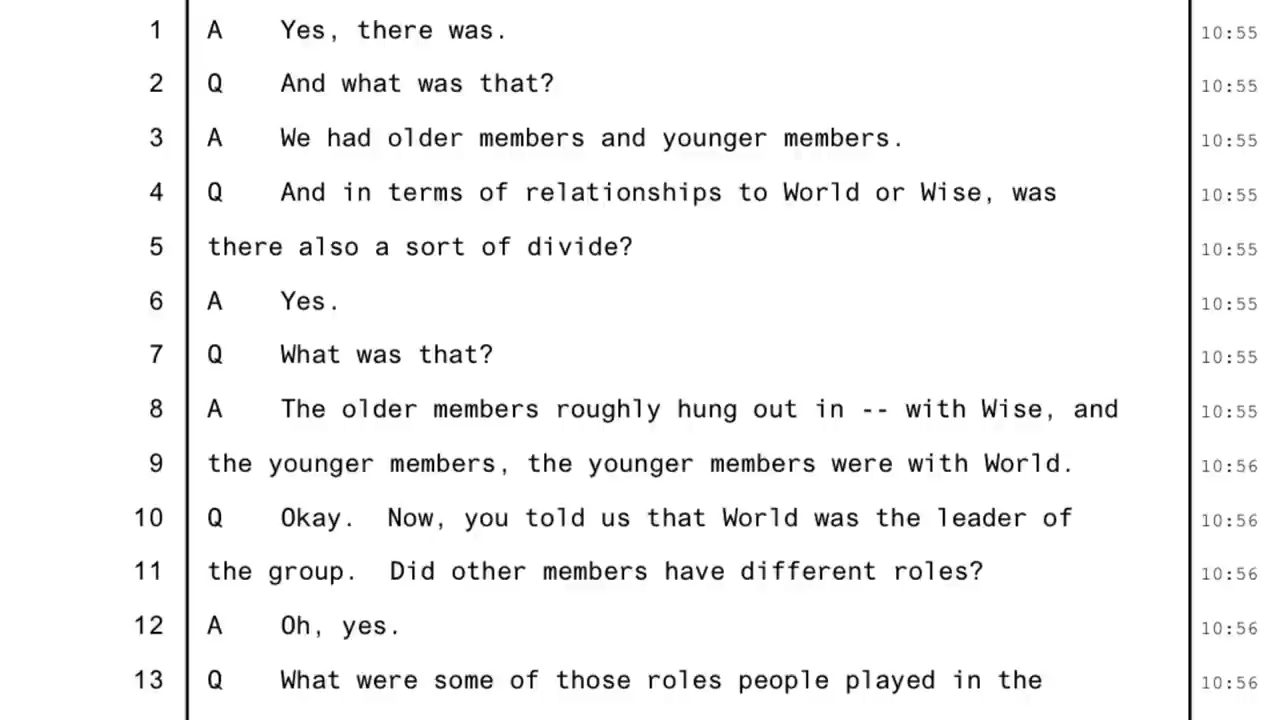 1 A Yes, there was. 10:55
2 Q And what was that? 10:55
3 A We had older members and younger members. 10:55
4 Q And in terms of relationships to World or Wise, was 10:55
5 there also a sort of divide? 10:55
6 A Yes. 10:55
7 Q What was that? 10:55
8 A The older members roughly hung out in -- with Wise, and 10:55
9 the younger members, the younger members were with World. 10:56
10 Q Okay. Now, you told us that World was the leader of 10:56
11 the group. Did other members have different roles? 10:56
12 A Oh, yes. 10:56
13 Q What were some of those roles people played in the 10:56